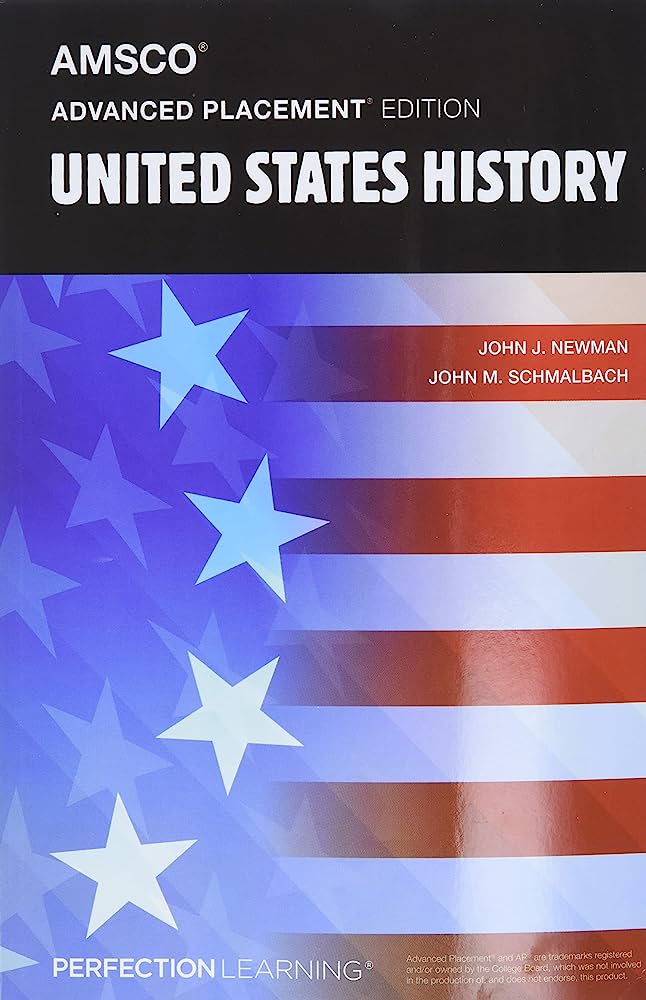 AMSCO®
ADVANCED PLACEMENT® EDITION
UNITED STATES HISTORY
JOHN J. NEWMAN
JOHN M. SCHMALBACH
PERFECTION LEARNING®
Advanced Placement® and AP® are trademarks registered
and/or owned by the College Board, which was not involved
in the production of, and does not endorse, this product.